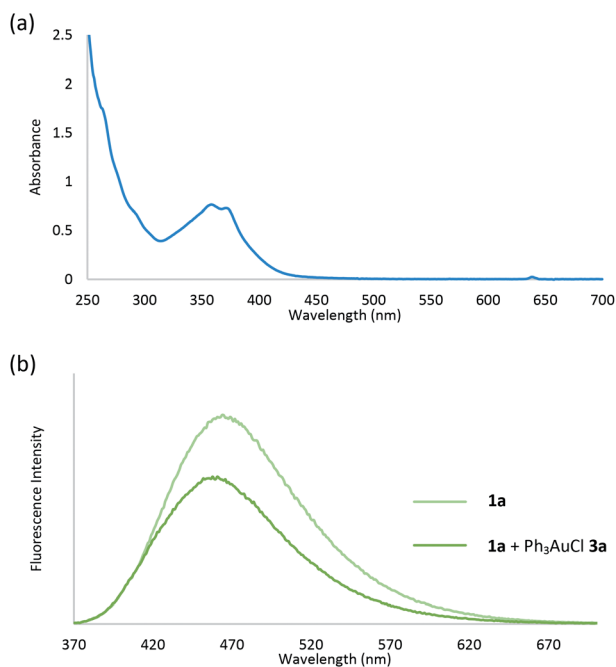 (a)
2.5
2
1.5
1
0.5
0
Absorbance
250 300 350 400 450 500 550 600 650 700
Wavelength (nm)
(b)
Fluorescence Intensity
1a
1a + Ph₃AuCl 3a
370 420 470 520 570 620 670
Wavelength (nm)